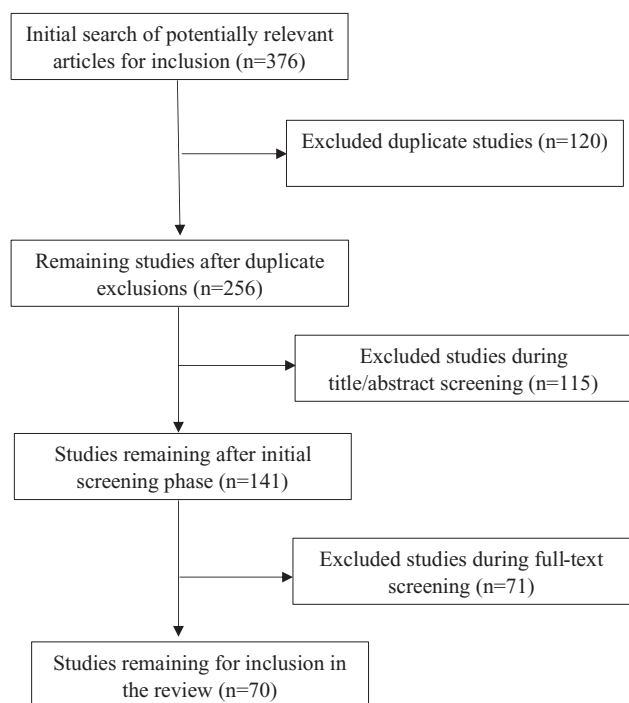 Initial search of potentially relevant
articles for inclusion (n=376)
Excluded duplicate studies (n=120)
Remaining studies after duplicate
exclusions (n=256)
Excluded studies during
title/abstract screening (n=115)
Studies remaining after initial
screening phase (n=141)
Excluded studies during full-text
screening (n=71)
Studies remaining for inclusion in
the review (n=70)